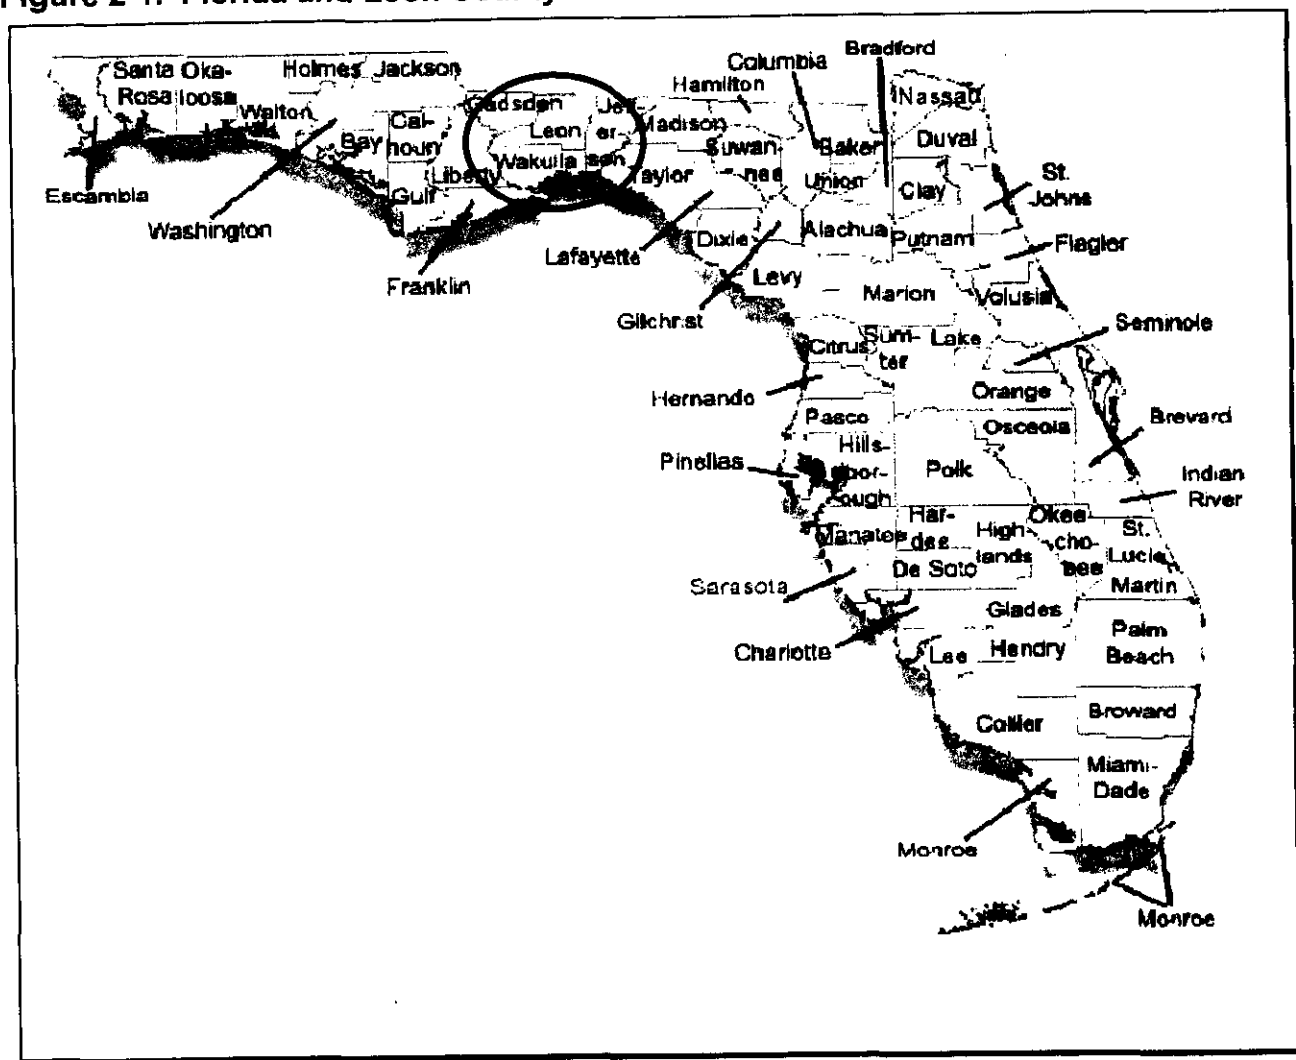 Figure 2-1. Florida and Leon County
Bradford
Columbia
Hamilton
Santa
Rosa
Oka-
loosa
Holmes
Jackson
Walton
Gadsden
Leon
Jef-
fer-
son
Madison
Nassau
Duval
Bay
Cal-
houn
Suwan-
nee
Baker
Wakulla
Liberty
Taylor
Union
Clay
St.
Johns
Escambia
Gulf
Washington
Dixie
Alachua
Putnam
Flagler
Lafayette
Franklin
Levy
Marion
Volusia
Gilchrist
Seminole
Citrus
Sum-
ter
Lake
Hernando
Orange
Pasco
Osceola
Brevard
Hills-
bor-
ough
Pinellas
Polk
Indian
River
Manatee
Har-
dee
High-
lands
Okee
cho-
bee
St.
Lucie
De Soto
Martin
Sarasota
Glades
Charlotte
Lee
Hendry
Palm
Beach
Collier
Broward
Miami-
Dade
Monroe
Monroe